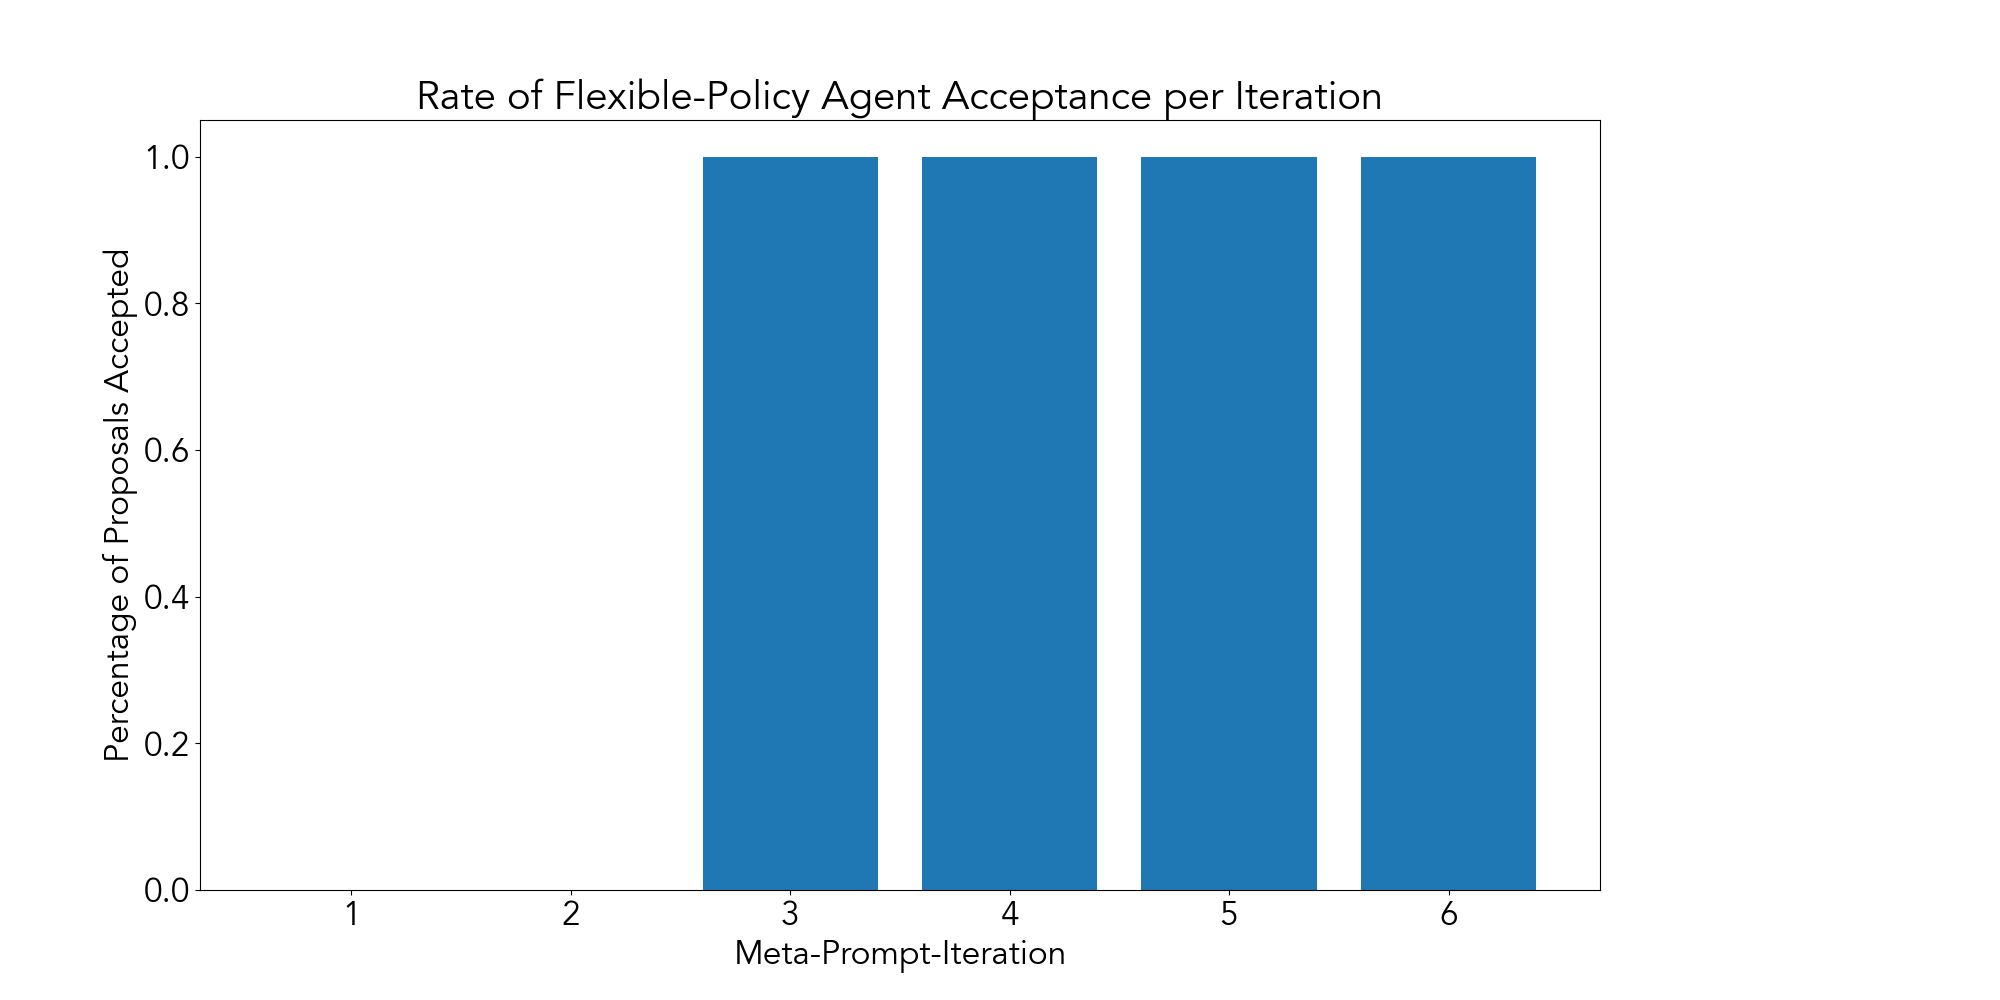 Rate of Flexible-Policy Agent Acceptance per Iteration
Percentage of Proposals Accepted
1.0
0.8
0.6
0.4
0.2
0.0
1 2 3 4 5 6
Meta-Prompt-Iteration